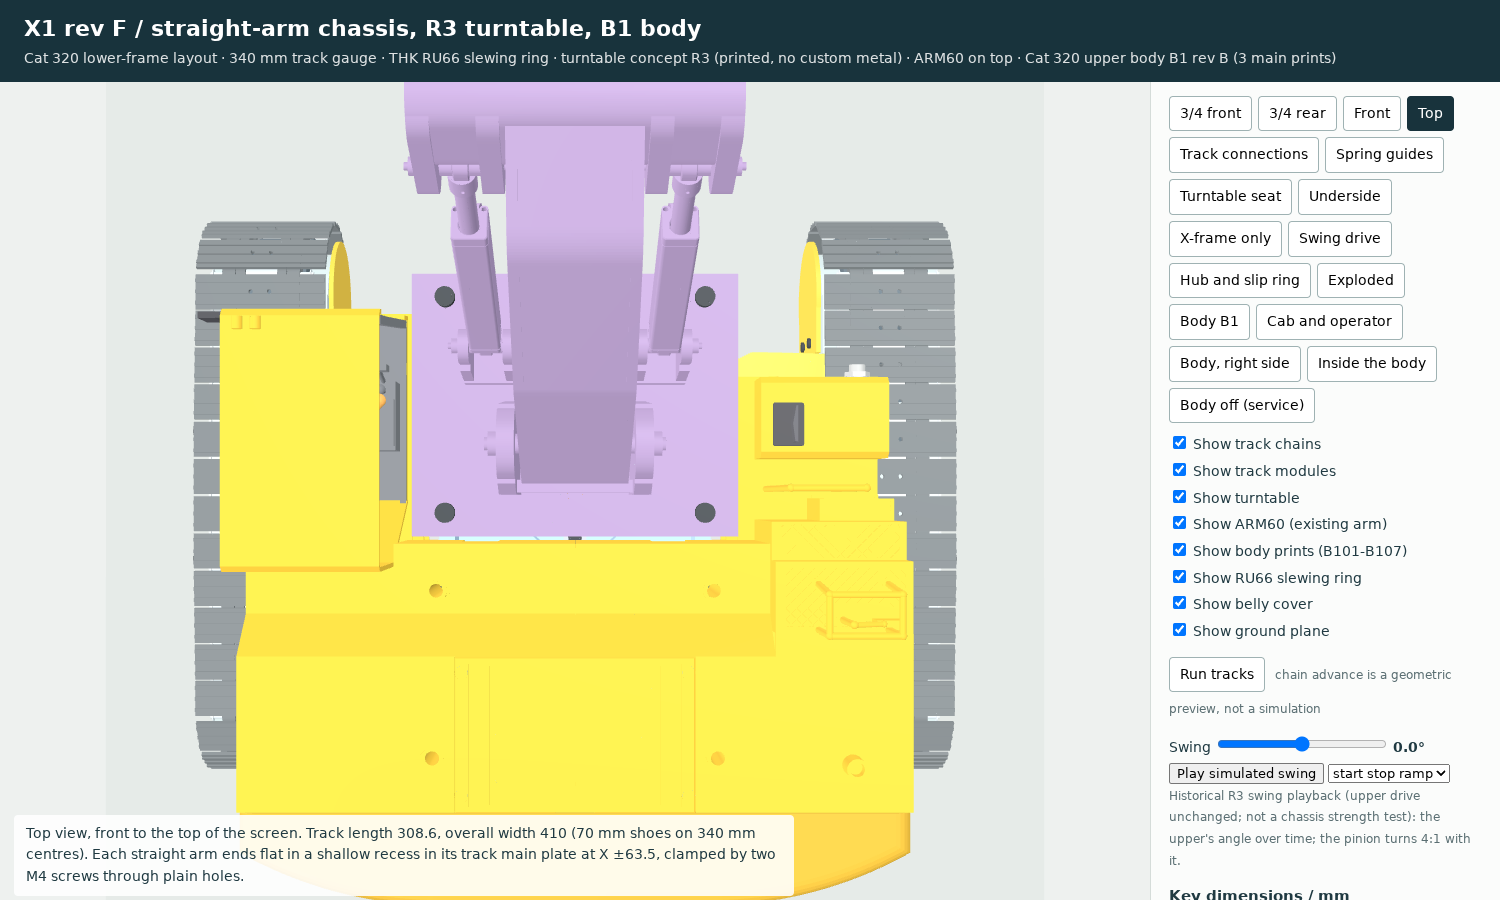 X1 rev F / straight-arm chassis, R3 turntable, B1 body
Cat 320 lower-frame layout · 340 mm track gauge · THK RU66 slewing ring · turntable concept R3 (printed, no custom metal) · ARM60 on top · Cat 320 upper body B1 rev B (3 main prints)
3/4 front 3/4 rear Front Top
Track connections Spring guides
Turntable seat Underside
X-frame only Swing drive
Hub and slip ring Exploded
Body B1 Cab and operator
Body, right side Inside the body
Body off (service)
Show track chains
Show track modules
Show turntable
Show ARM60 (existing arm)
Show body prints (B101-B107)
Show RU66 slewing ring
Show belly cover
Show ground plane
Run tracks chain advance is a geometric
preview, not a simulation
Swing 0.0°
Play simulated swing start stop ramp
Historical R3 swing playback (upper drive
unchanged; not a chassis strength test): the
upper's angle over time; the pinion turns 4:1 with
it.
Key dimensions / mm
Top view, front to the top of the screen. Track length 308.6, overall width 410 (70 mm shoes on 340 mm
centres). Each straight arm ends flat in a shallow recess in its track main plate at X ±63.5, clamped by two
M4 screws through plain holes.